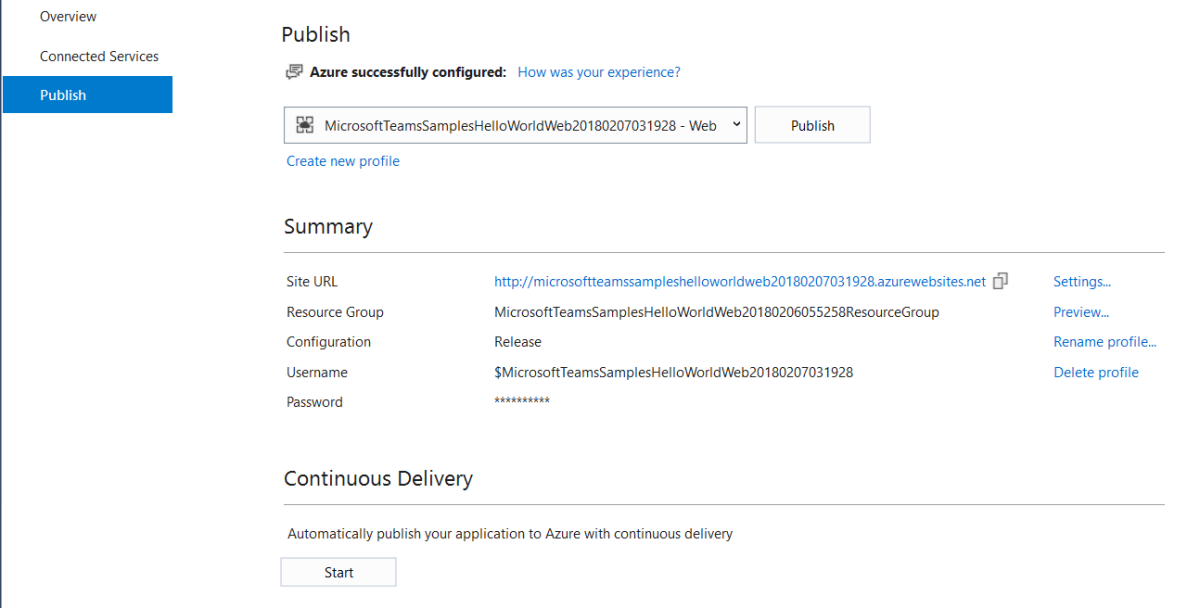 Overview
Connected Services
Publish
Publish
Azure successfully configured: How was your experience?
MicrosoftTeamsSamplesHelloWorldWeb20180207031928 - Web
Publish
Create new profile
Summary
Site URL http://microsoftteamssampleshelloworldweb20180207031928.azurewebsites.net Settings...
Resource Group MicrosoftTeamsSamplesHelloWorldWeb20180206055258ResourceGroup Preview...
Configuration Release Rename profile...
Username $MicrosoftTeamsSamplesHelloWorldWeb20180207031928 Delete profile
Password **********
Continuous Delivery
Automatically publish your application to Azure with continuous delivery
Start